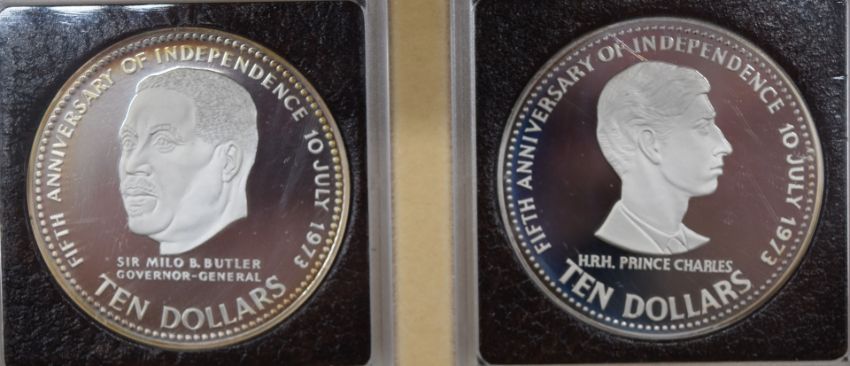 FIFTH ANNIVERSARY OF INDEPENDENCE 10 JULY 1973
SIR MILO B. BUTLER
GOVERNOR-GENERAL
TEN DOLLARS
FIFTH ANNIVERSARY OF INDEPENDENCE 10 JULY 1973
H.R.H. PRINCE CHARLES
TEN DOLLARS